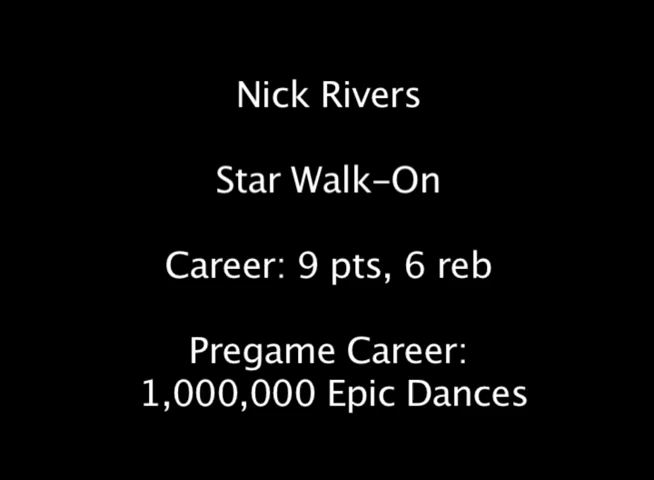 Nick Rivers
Star Walk-On
Career: 9 pts, 6 reb
Pregame Career:
1,000,000 Epic Dances